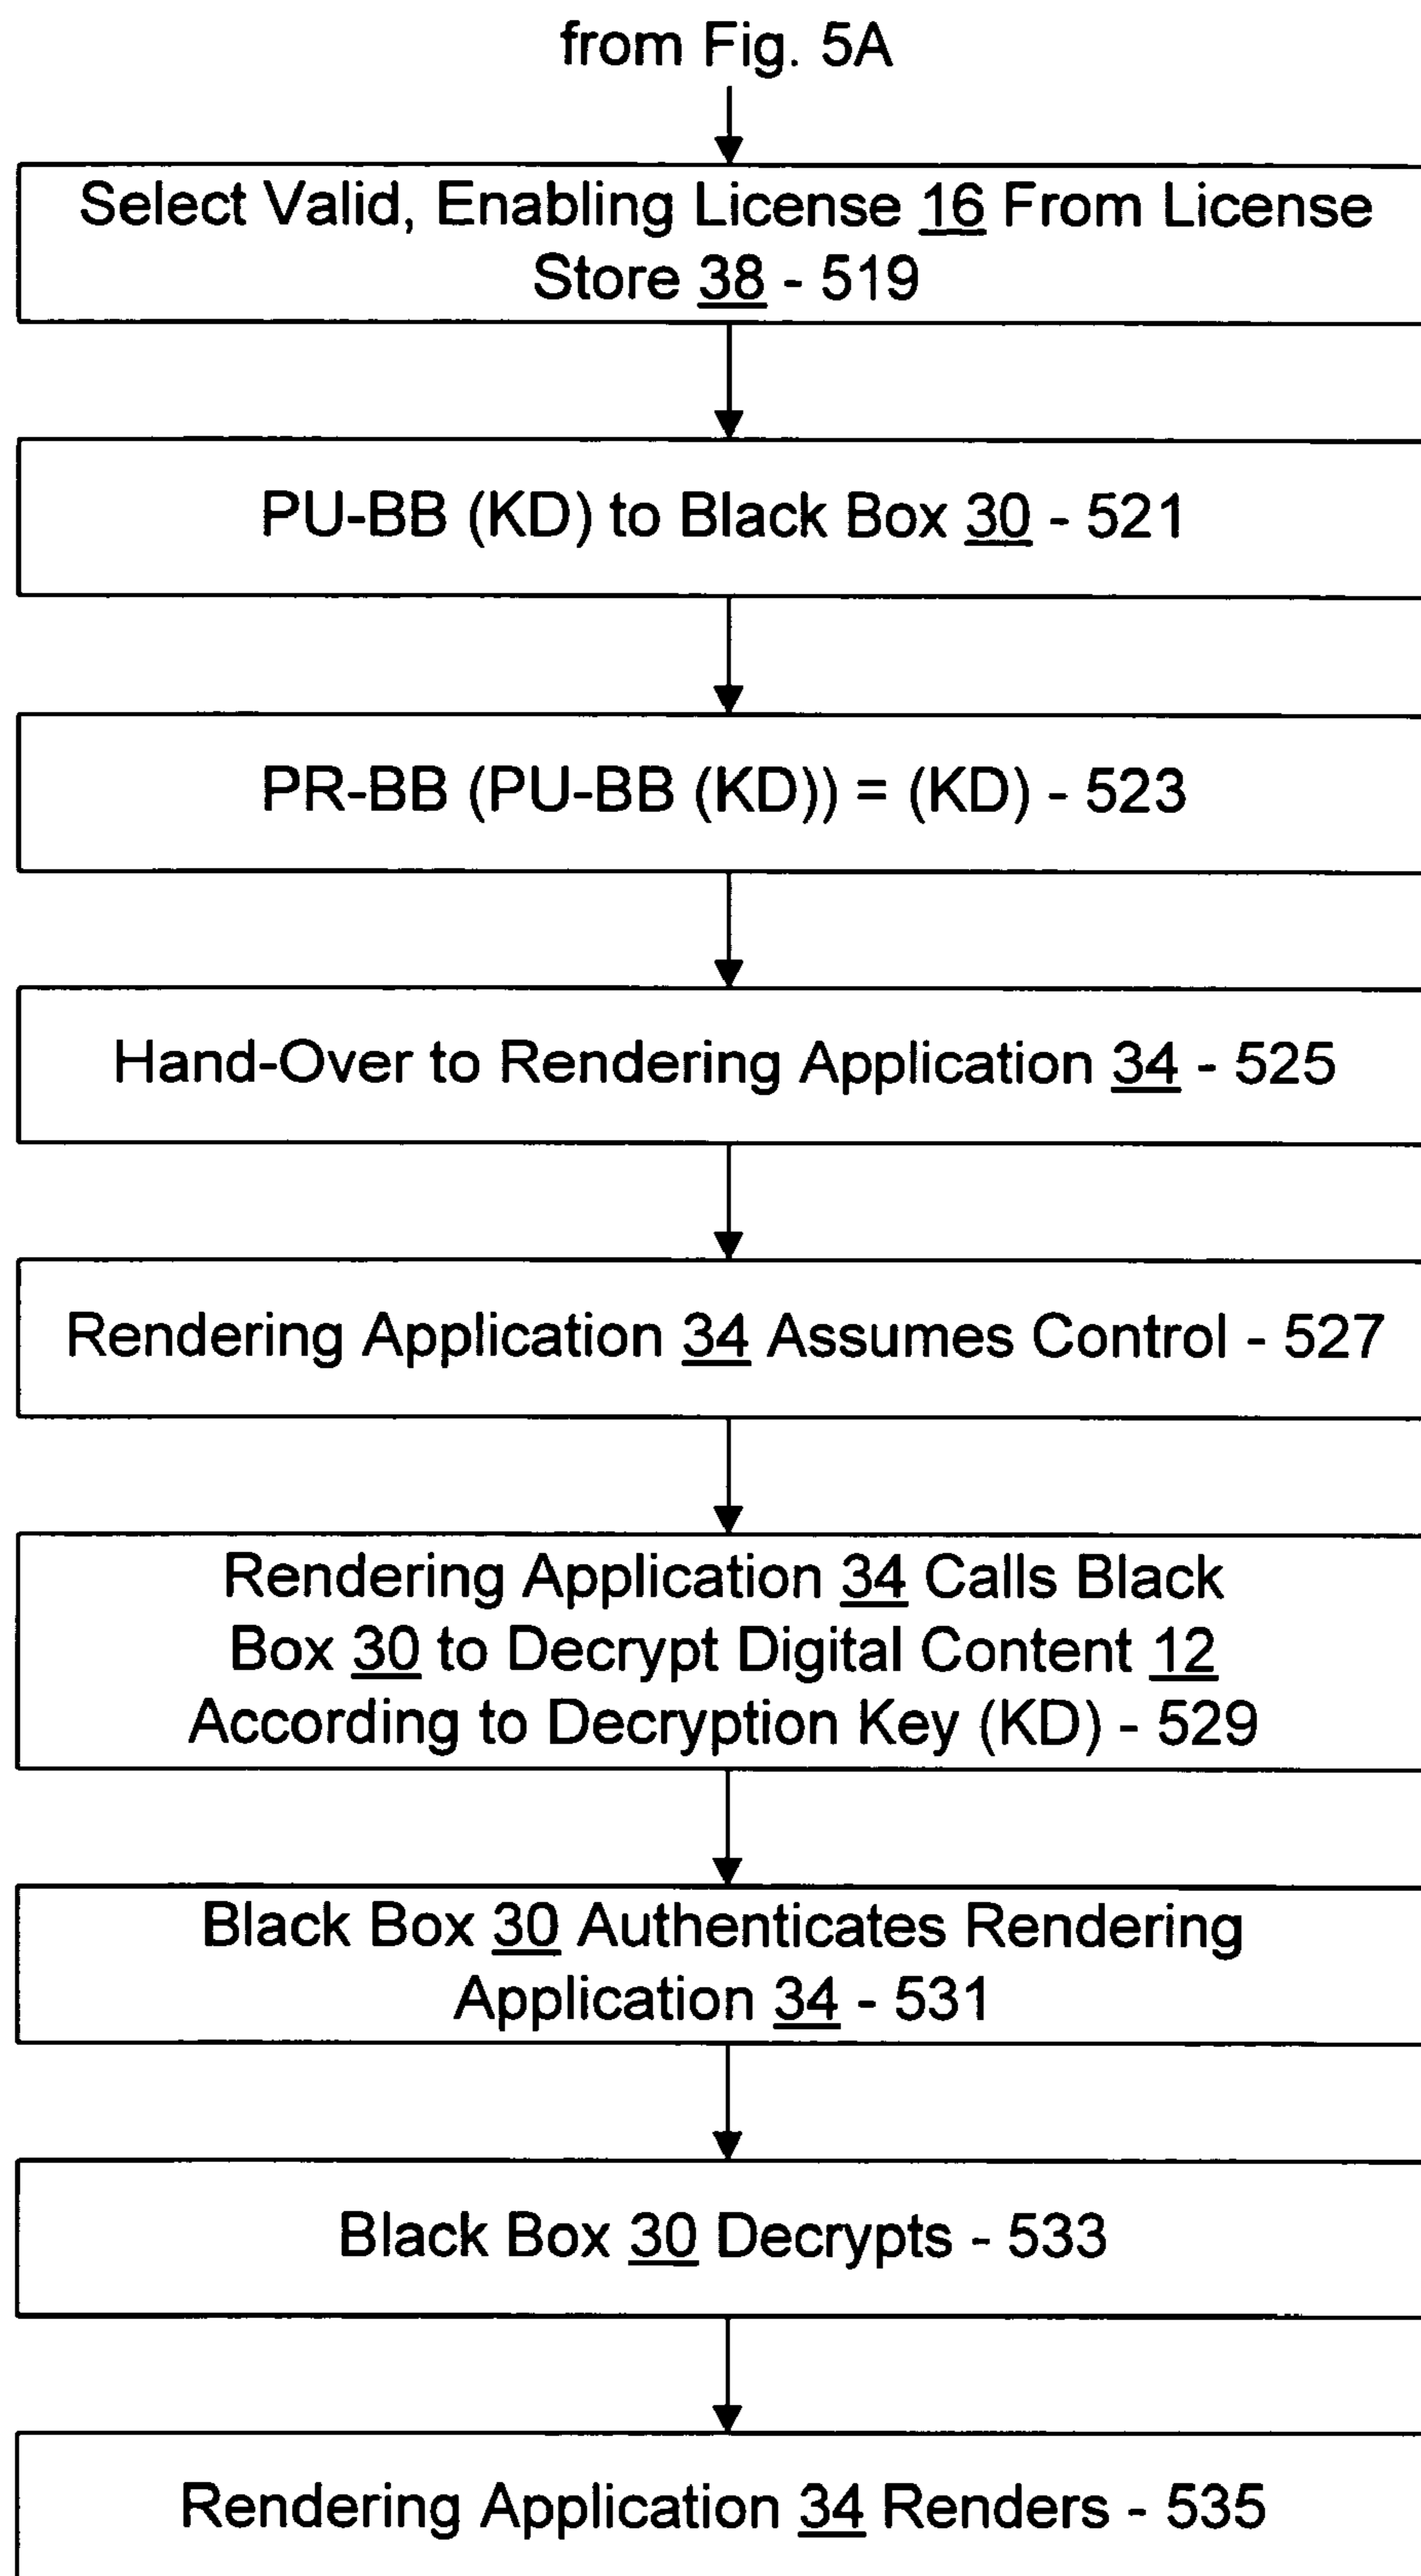 from Fig. 5A
Select Valid, Enabling License 16 From License
Store 38 - 519
PU-BB (KD) to Black Box 30 - 521
PR-BB (PU-BB (KD)) = (KD) - 523
Hand-Over to Rendering Application 34 - 525
Rendering Application 34 Assumes Control - 527
Rendering Application 34 Calls Black
Box 30 to Decrypt Digital Content 12
According to Decryption Key (KD) - 529
Black Box 30 Authenticates Rendering
Application 34 - 531
Black Box 30 Decrypts - 533
Rendering Application 34 Renders - 535